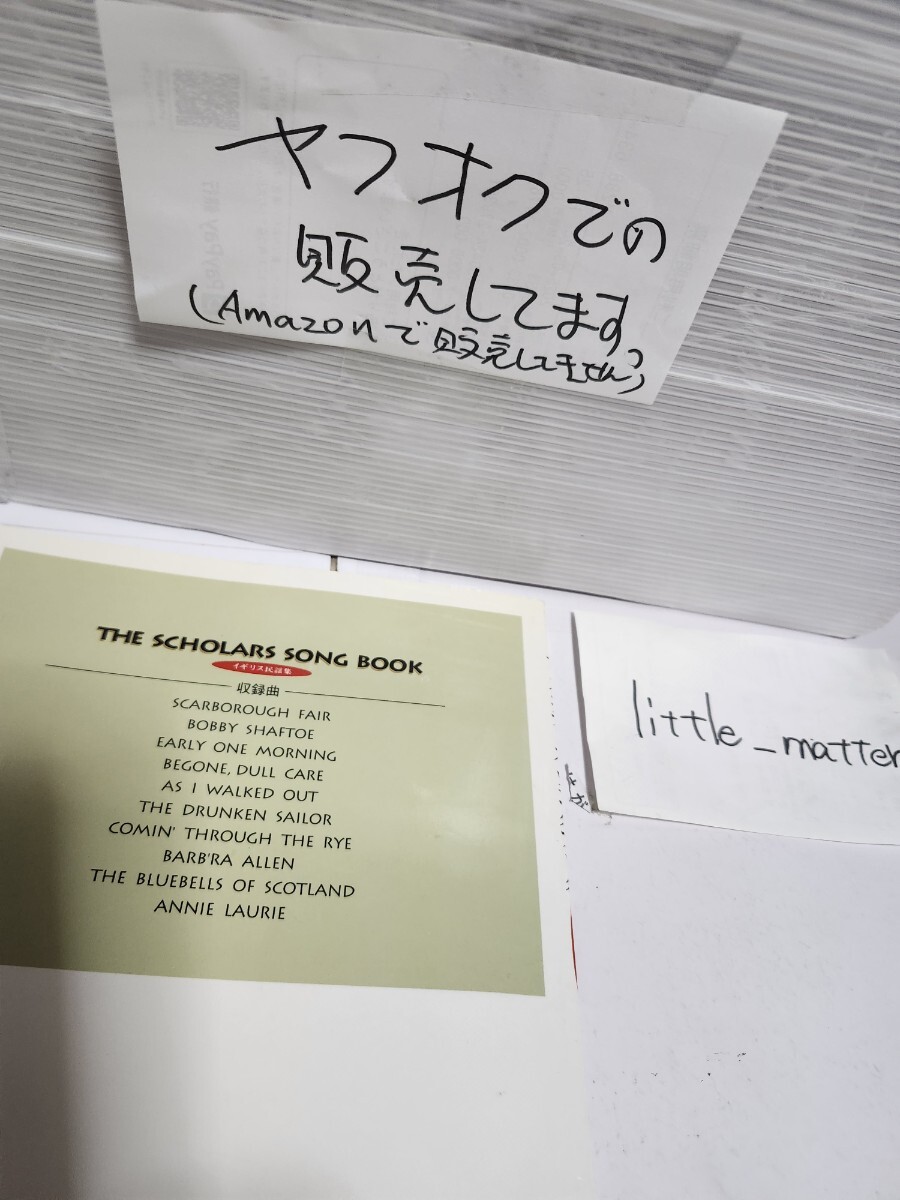 ヤフオクでの
販売してます。
(Amazonで販売してません)
THE SCHOLARS SONG BOOK
イギリス民謡集
収録曲
SCARBOROUGH FAIR
BOBBY SHAFTOE
EARLY ONE MORNING
BEGONE, DULL CARE
AS I WALKED OUT
THE DRUNKEN SAILOR
COMIN' THROUGH THE RYE
BARB'RA ALLEN
THE BLUEBELLS OF SCOTLAND
ANNIE LAURIE
little_matter